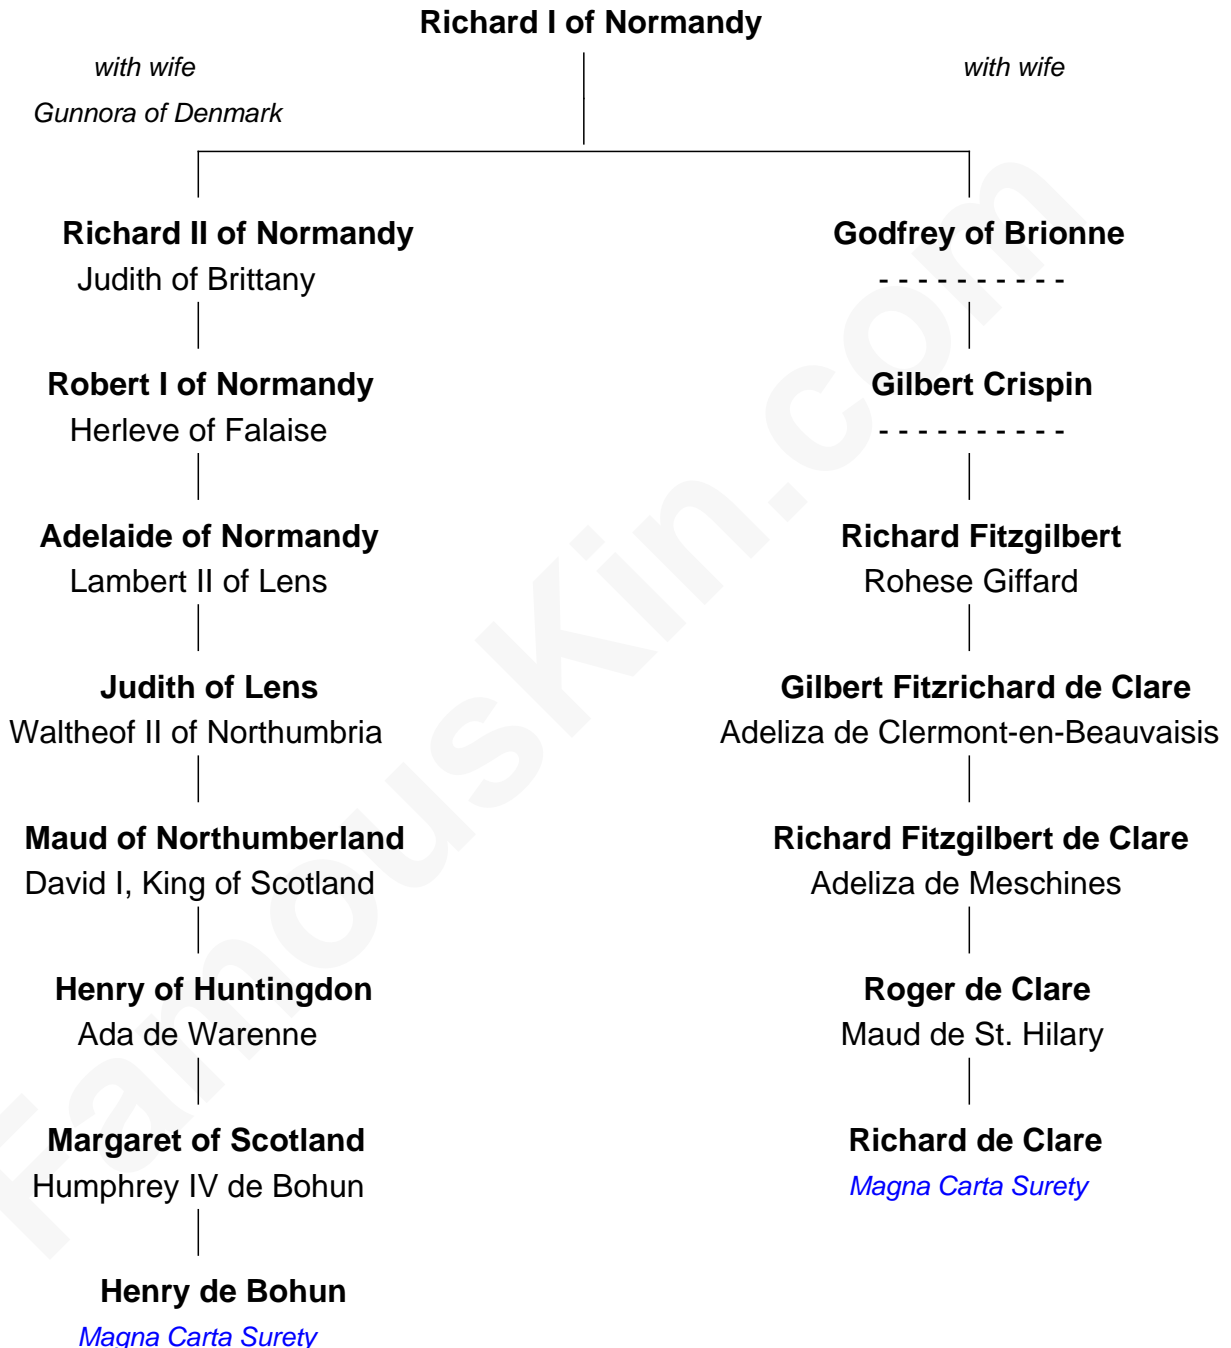 Richard I of Normandy
with wife
Gunnora of Denmark
with wife
Richard II of Normandy
Judith of Brittany
Robert I of Normandy
Herleve of Falaise
Adelaide of Normandy
Lambert II of Lens
Judith of Lens
Waltheof II of Northumbria
Maud of Northumberland
David I, King of Scotland
Henry of Huntingdon
Ada de Warenne
Margaret of Scotland
Humphrey IV de Bohun
Henry de Bohun
Magna Carta Surety
Godfrey of Brionne
- - - - - - - - - -
Gilbert Crispin
- - - - - - - - - -
Richard Fitzgilbert
Rohese Giffard
Gilbert Fitzrichard de Clare
Adeliza de Clermont-en-Beauvaisis
Richard Fitzgilbert de Clare
Adeliza de Meschines
Roger de Clare
Maud de St. Hilary
Richard de Clare
Magna Carta Surety
FamousKin.com